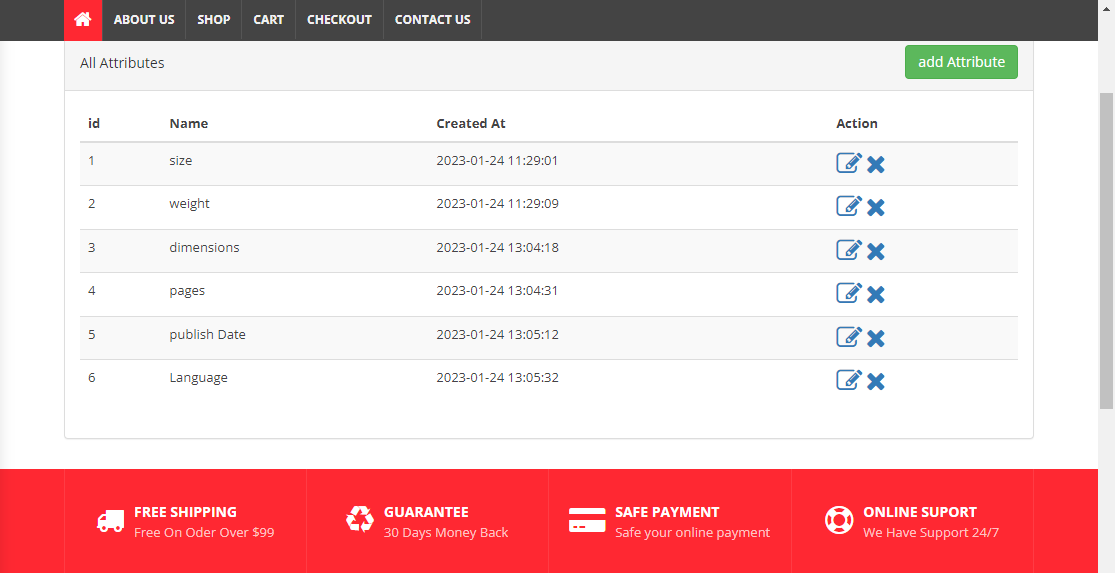 ABOUT US SHOP CART CHECKOUT CONTACT US
All Attributes add Attribute
id Name Created At Action
1 size 2023-01-24 11:29:01
2 weight 2023-01-24 11:29:09
3 dimensions 2023-01-24 13:04:18
4 pages 2023-01-24 13:04:31
5 publish Date 2023-01-24 13:05:12
6 Language 2023-01-24 13:05:32
FREE SHIPPING GUARANTEE SAFE PAYMENT ONLINE SUPORT
Free On Oder Over $99 30 Days Money Back Safe your online payment We Have Support 24/7